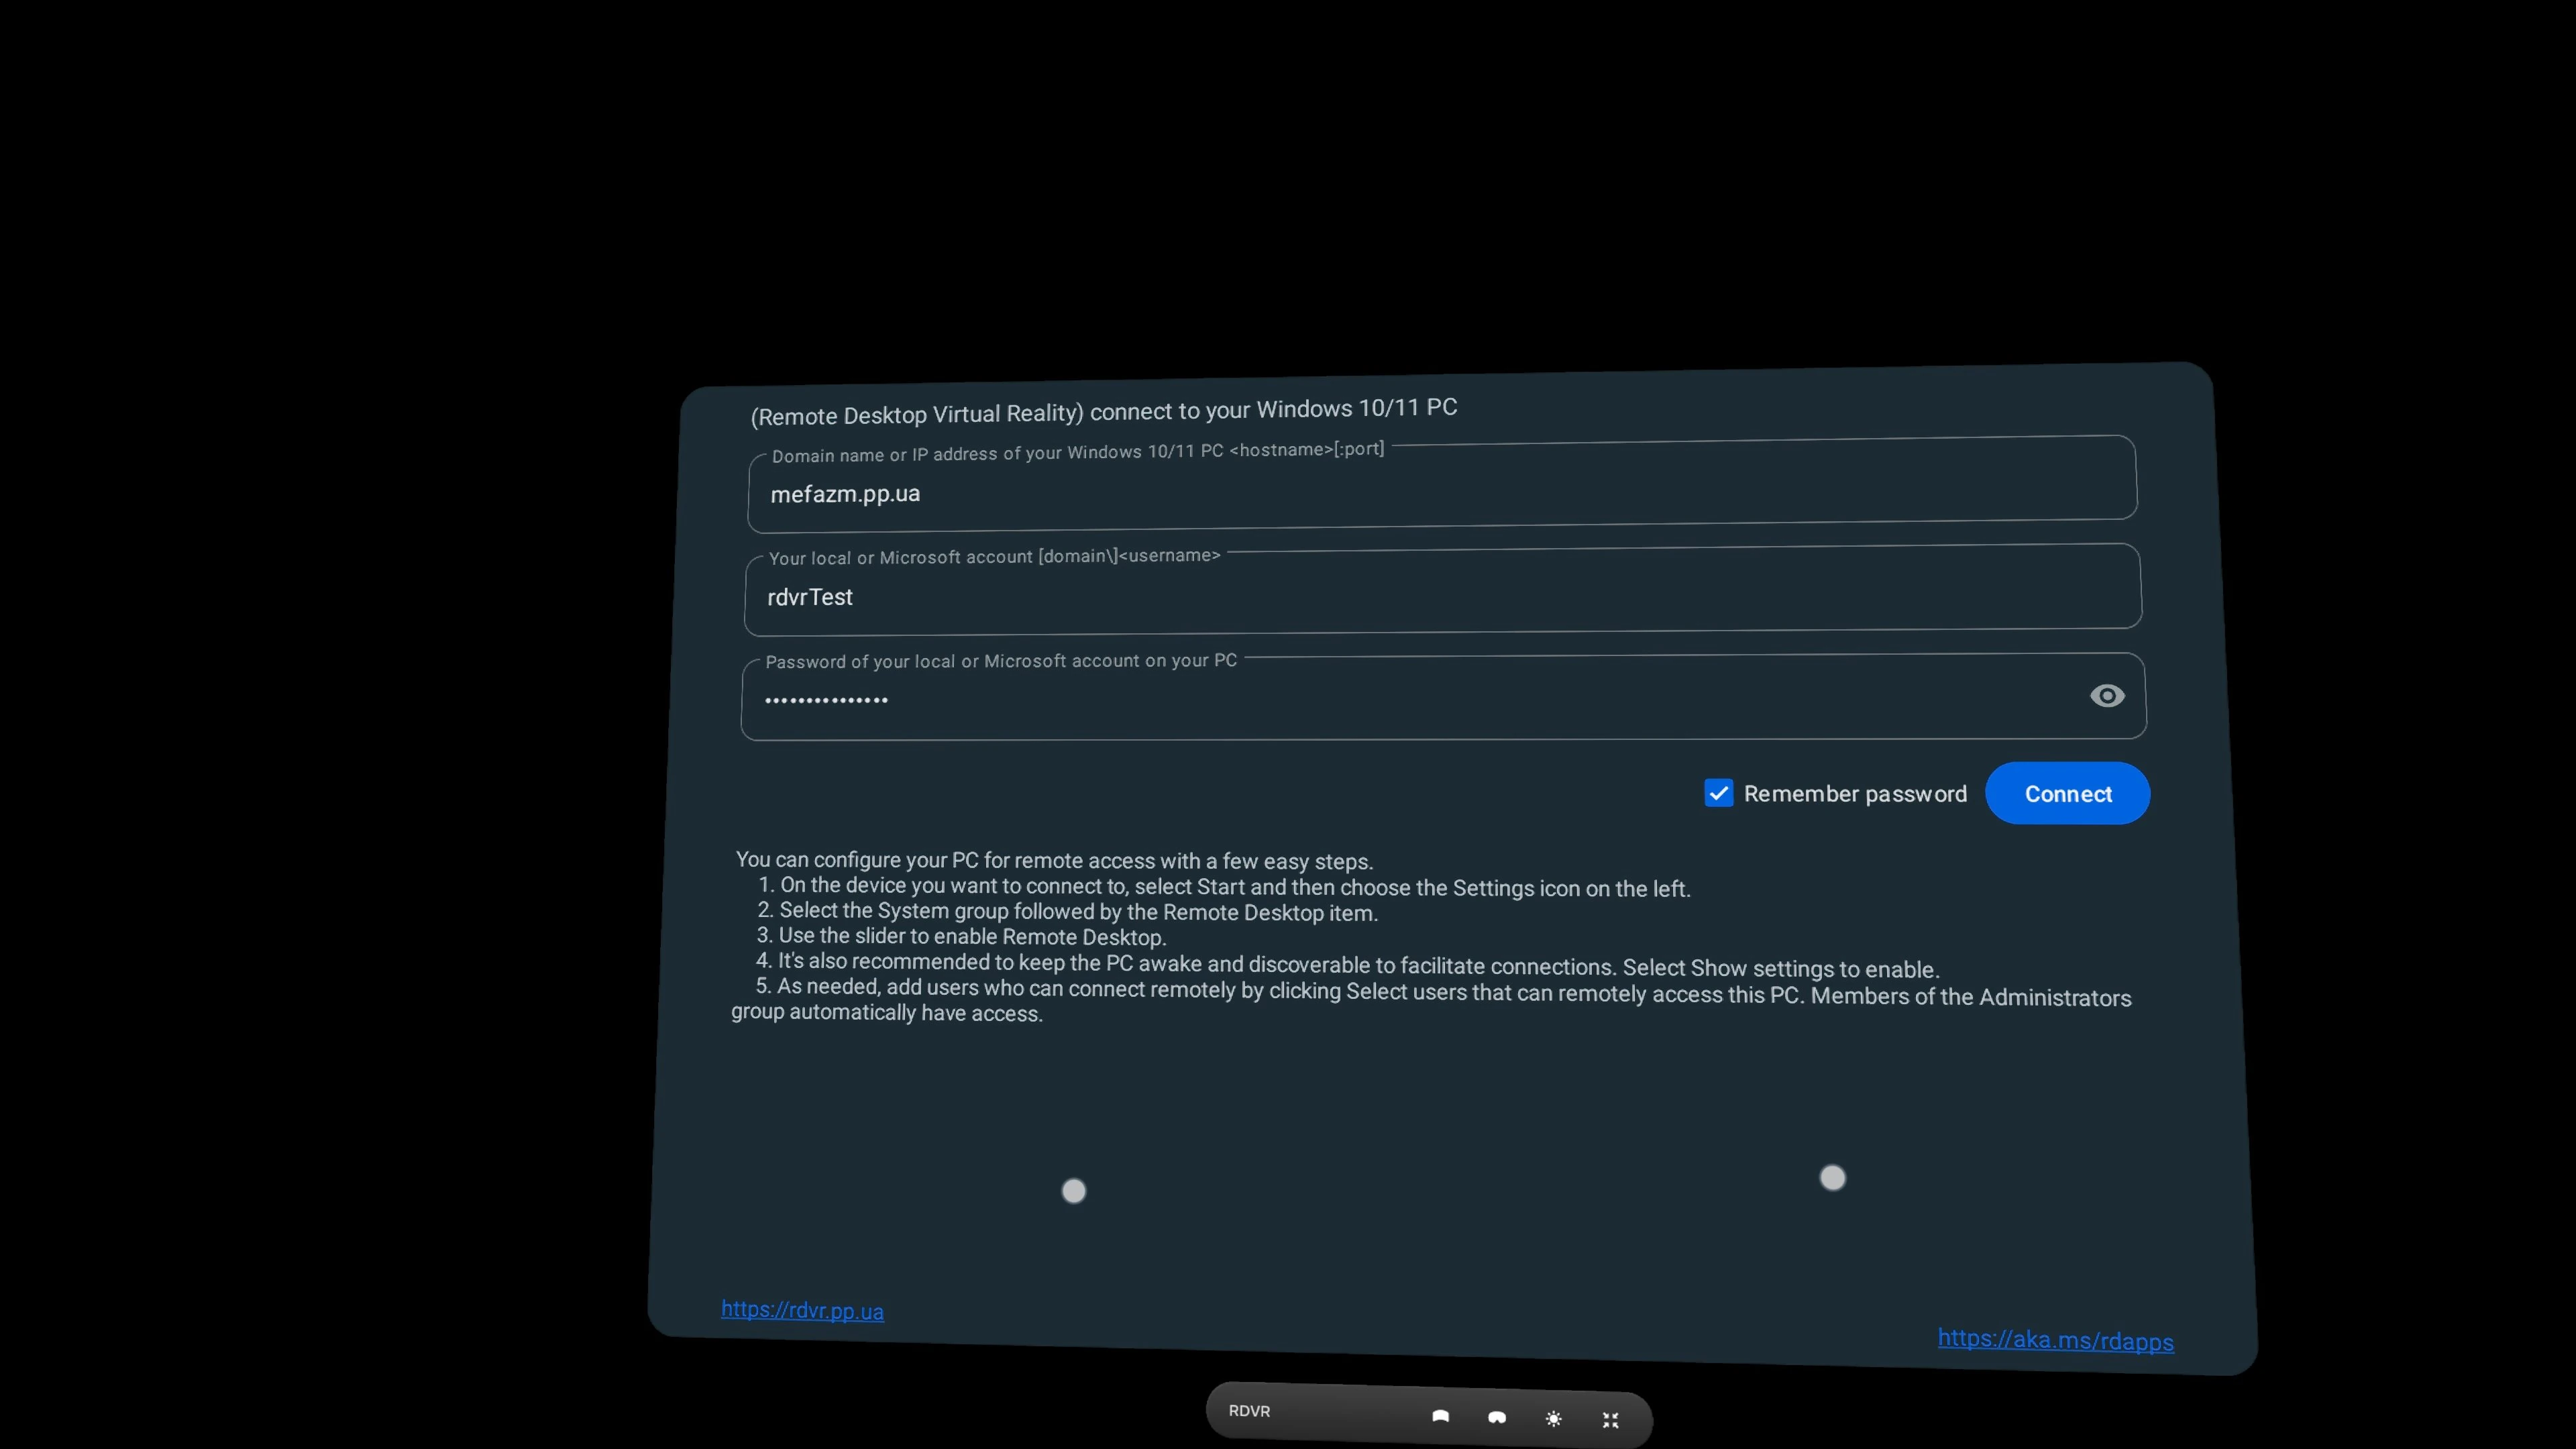 (Remote Desktop Virtual Reality) connect to your Windows 10/11 PC
Domain name or IP address of your Windows 10/11 PC <hostname>[:port]
mefazm.pp.ua
Your local or Microsoft account [domain\]<username>
rdvrTest
Password of your local or Microsoft account on your PC
•••••••••••••••
Remember password
Connect
You can configure your PC for remote access with a few easy steps.
1. On the device you want to connect to, select Start and then choose the Settings icon on the left.
2. Select the System group followed by the Remote Desktop item.
3. Use the slider to enable Remote Desktop.
4. It's also recommended to keep the PC awake and discoverable to facilitate connections. Select Show settings to enable.
5. As needed, add users who can connect remotely by clicking Select users that can remotely access this PC. Members of the Administrators
group automatically have access.
https://rdvr.pp.ua
https://aka.ms/rdapps
RDVR